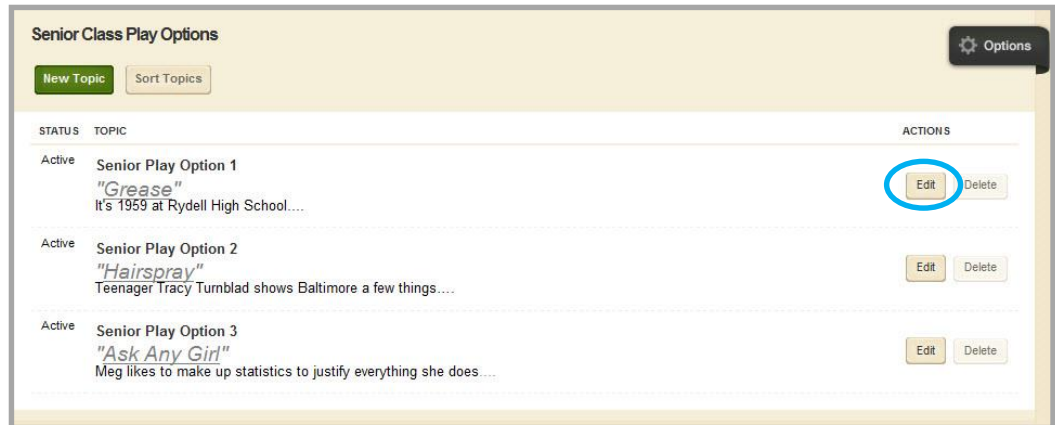 Senior Class Play Options
Options
New Topic Sort Topics
STATUS TOPIC ACTIONS
Active Senior Play Option 1
"Grease"
It's 1959 at Rydell High School....
Edit Delete
Active Senior Play Option 2
"Hairspray"
Teenager Tracy Turnblad shows Baltimore a few things....
Edit Delete
Active Senior Play Option 3
"Ask Any Girl"
Meg likes to make up statistics to justify everything she does....
Edit Delete